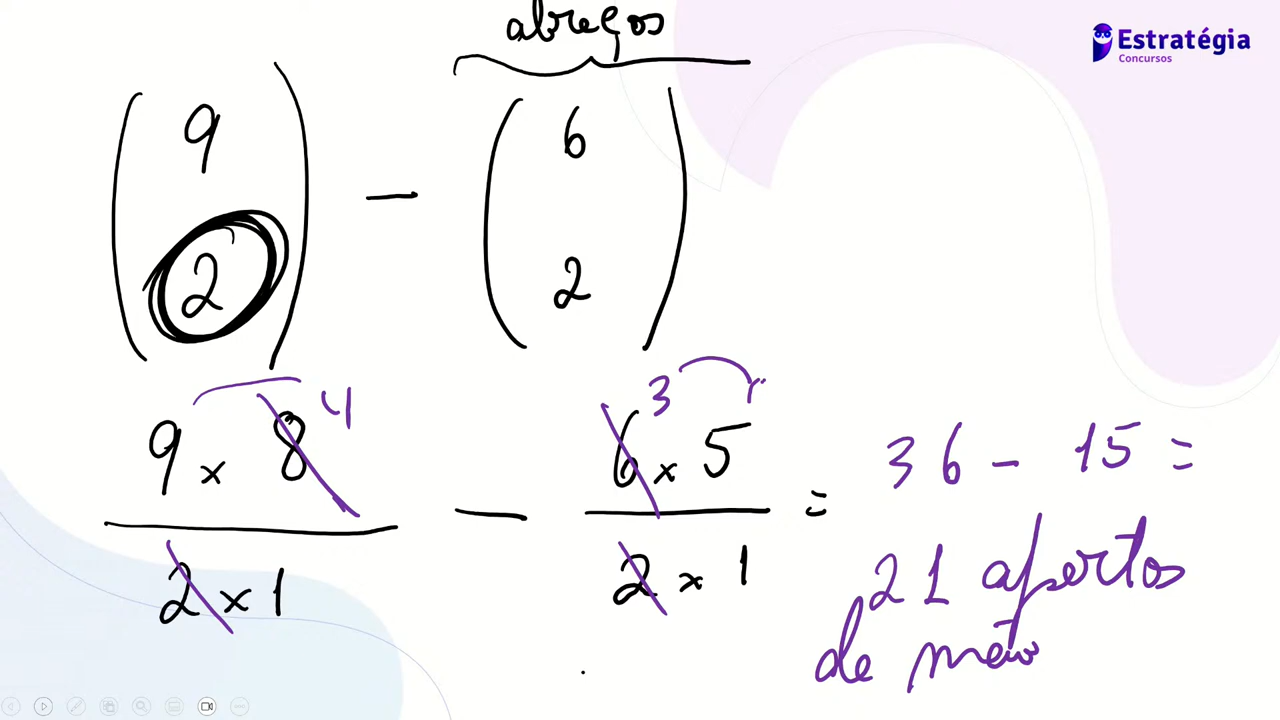 abraços
Estratégia
Concursos
9 — 6
2 2
9 x 8 4 — 6 3 x 5 = 36 - 15 =
2 x 1 2 x 1
21 apertos
de mão